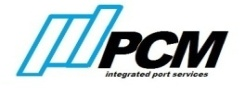 PCM
integrated port services